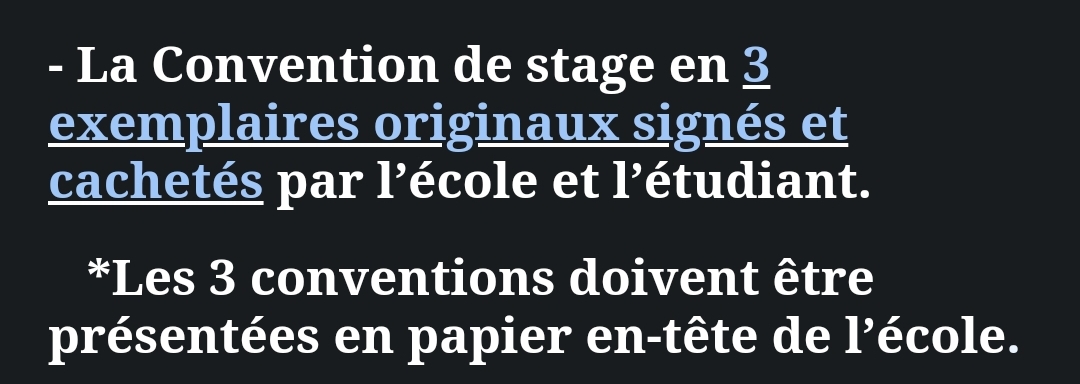 - La Convention de stage en 3
exemplaires originaux signés et
cachetés par l’école et l’étudiant.
*Les 3 conventions doivent être
présentées en papier en-tête de l’école.